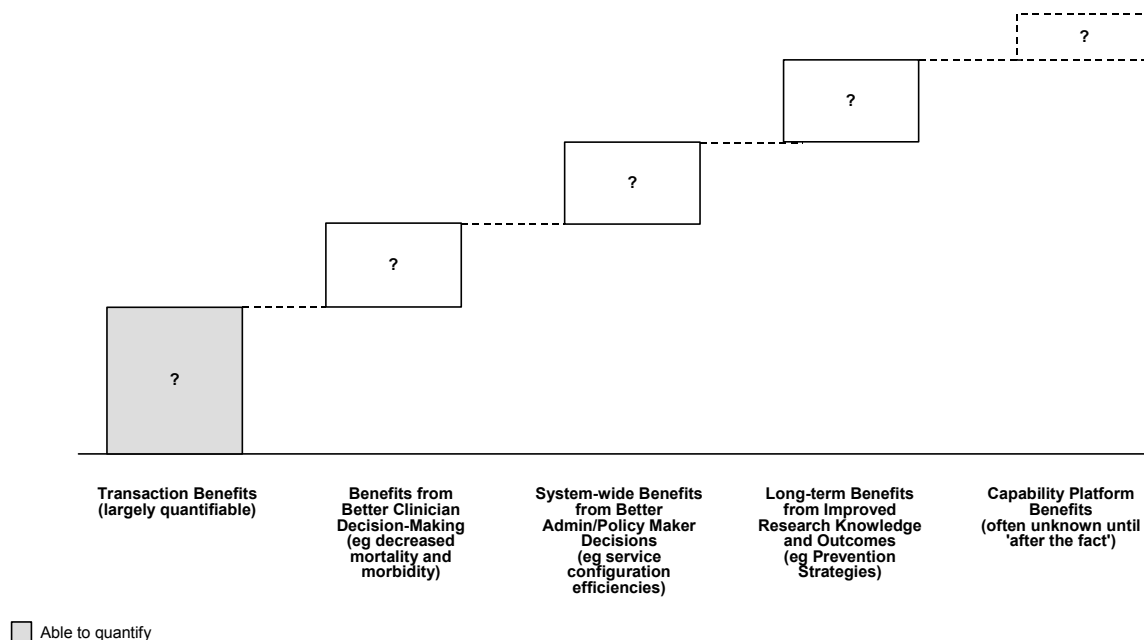 ?
?
?
?
?
Transaction Benefits
(largely quantifiable)
Benefits from
Better Clinician
Decision-Making
(eg decreased
mortality and
morbidity)
System-wide Benefits
from Better
Admin/Policy Maker
Decisions
(eg service
configuration
efficiencies)
Long-term Benefits
from Improved
Research Knowledge
and Outcomes
(eg Prevention
Strategies)
Capability Platform
Benefits
(often unknown until
'after the fact')
Able to quantify